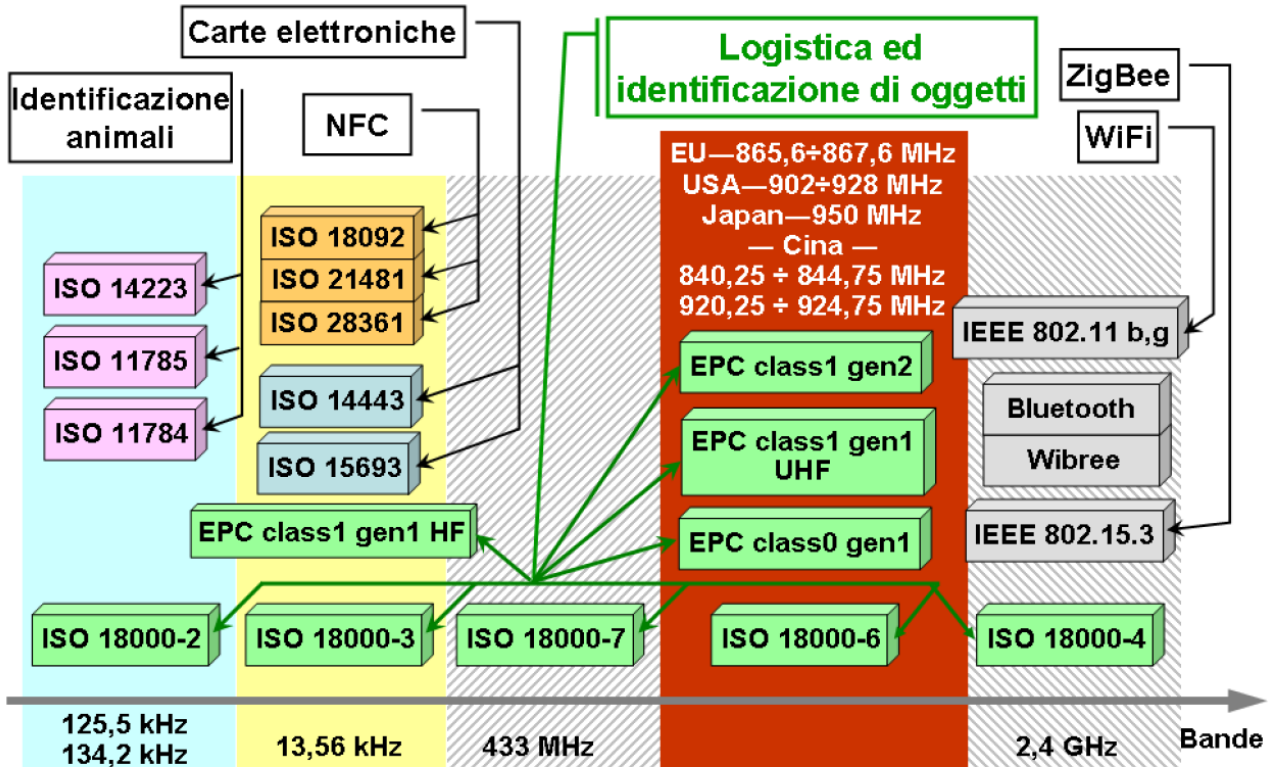 Carte elettroniche
Logistica ed
identificazione di oggetti
ZigBee
Identificazione
animali
NFC
WiFi
EU—865,6÷867,6 MHz
USA—902÷928 MHz
Japan—950 MHz
— Cina —
840,25 ÷ 844,75 MHz
920,25 ÷ 924,75 MHz
ISO 18092
ISO 21481
ISO 28361
ISO 14223
ISO 11785
ISO 11784
ISO 14443
ISO 15693
EPC class1 gen1 HF
EPC class1 gen2
EPC class1 gen1
UHF
EPC class0 gen1
IEEE 802.11 b,g
Bluetooth
Wibree
IEEE 802.15.3
ISO 18000-2
ISO 18000-3
ISO 18000-7
ISO 18000-6
ISO 18000-4
125,5 kHz
134,2 kHz
13,56 kHz
433 MHz
2,4 GHz
Bande